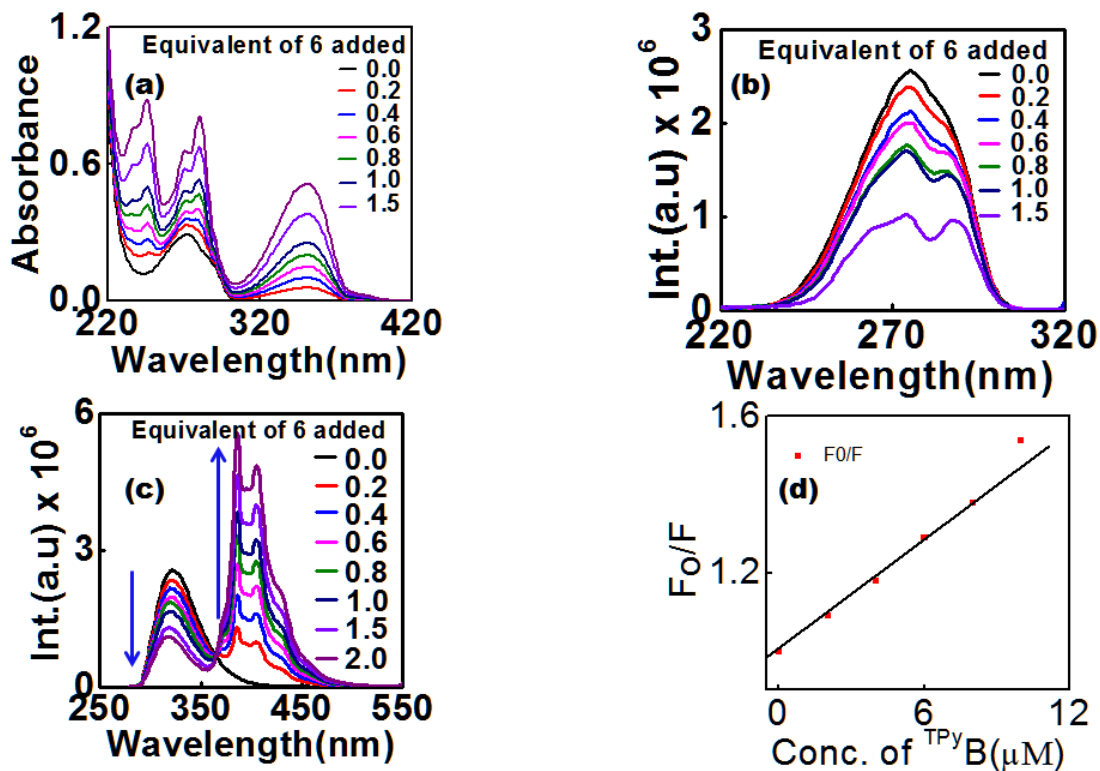 1.2
Equivalent of 6 added
(a)
0.0
0.2
0.4
0.6
0.8
1.0
1.5
0.6
0.0
Absorbance
220 320 420
Wavelength(nm)
3
Equivalent of 6 added
(b)
0.0
0.2
0.4
0.6
0.8
1.0
1.5
2
1
0
Int.(a.u) x 10⁶
220 270 320
Wavelength(nm)
6
Equivalent of 6 added
(c)
0.0
0.2
0.4
0.6
0.8
1.0
1.5
2.0
3
0
Int.(a.u) x 10⁶
250 350 450 550
Wavelength(nm)
1.6
F0/F
(d)
1.2
Fo/F
0 6 12
Conc. of ᵀᴾʸB(µM)